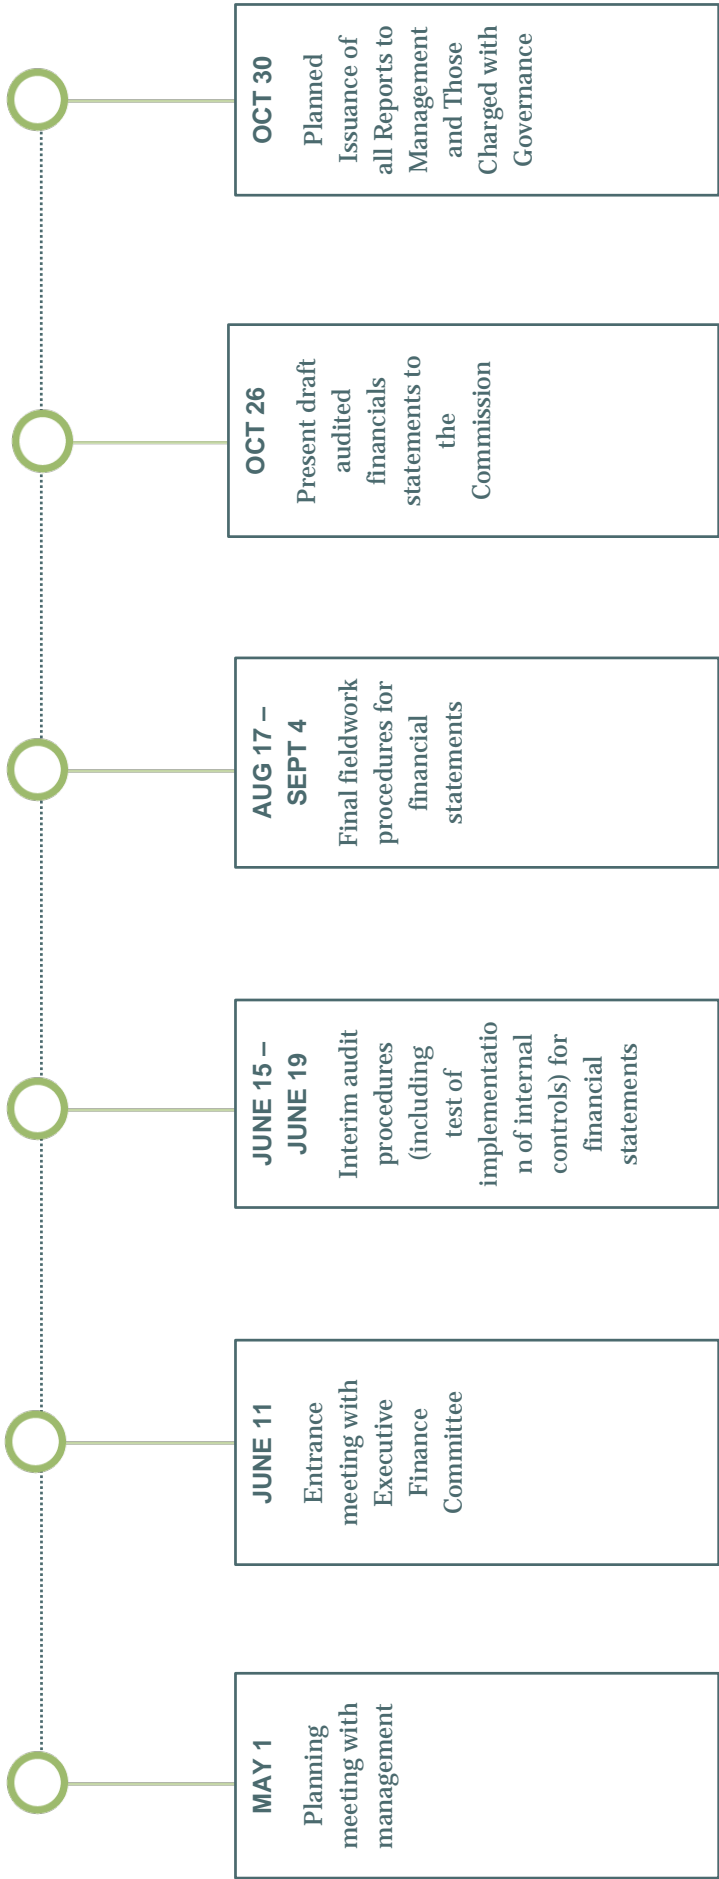 MAY 1
Planning
meeting with
management
JUNE 11
Entrance
meeting with
Executive
Finance
Committee
JUNE 15 –
JUNE 19
Interim audit
procedures
(including
test of
implementatio
n of internal
controls) for
financial
statements
AUG 17 –
SEPT 4
Final fieldwork
procedures for
financial
statements
OCT 26
Present draft
audited
financials
statements to
the
Commission
OCT 30
Planned
Issuance of
all Reports to
Management
and Those
Charged with
Governance